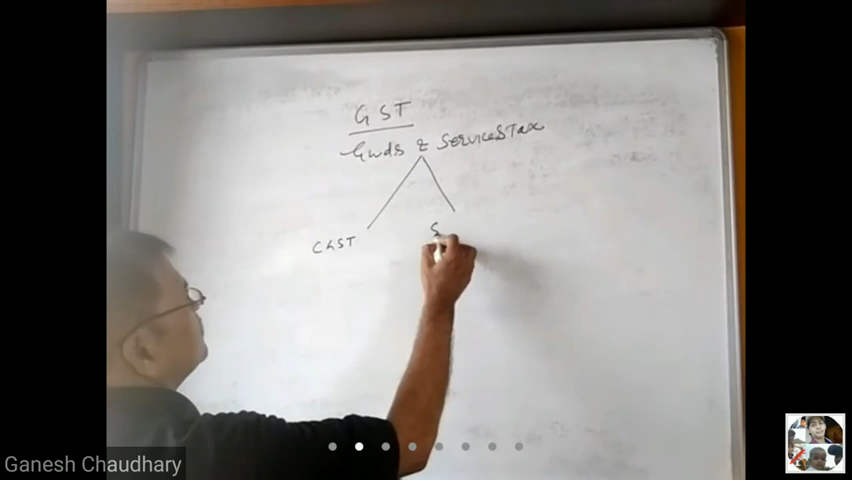 GST
Goods & Services Tax
CGST
S
Ganesh Chaudhary